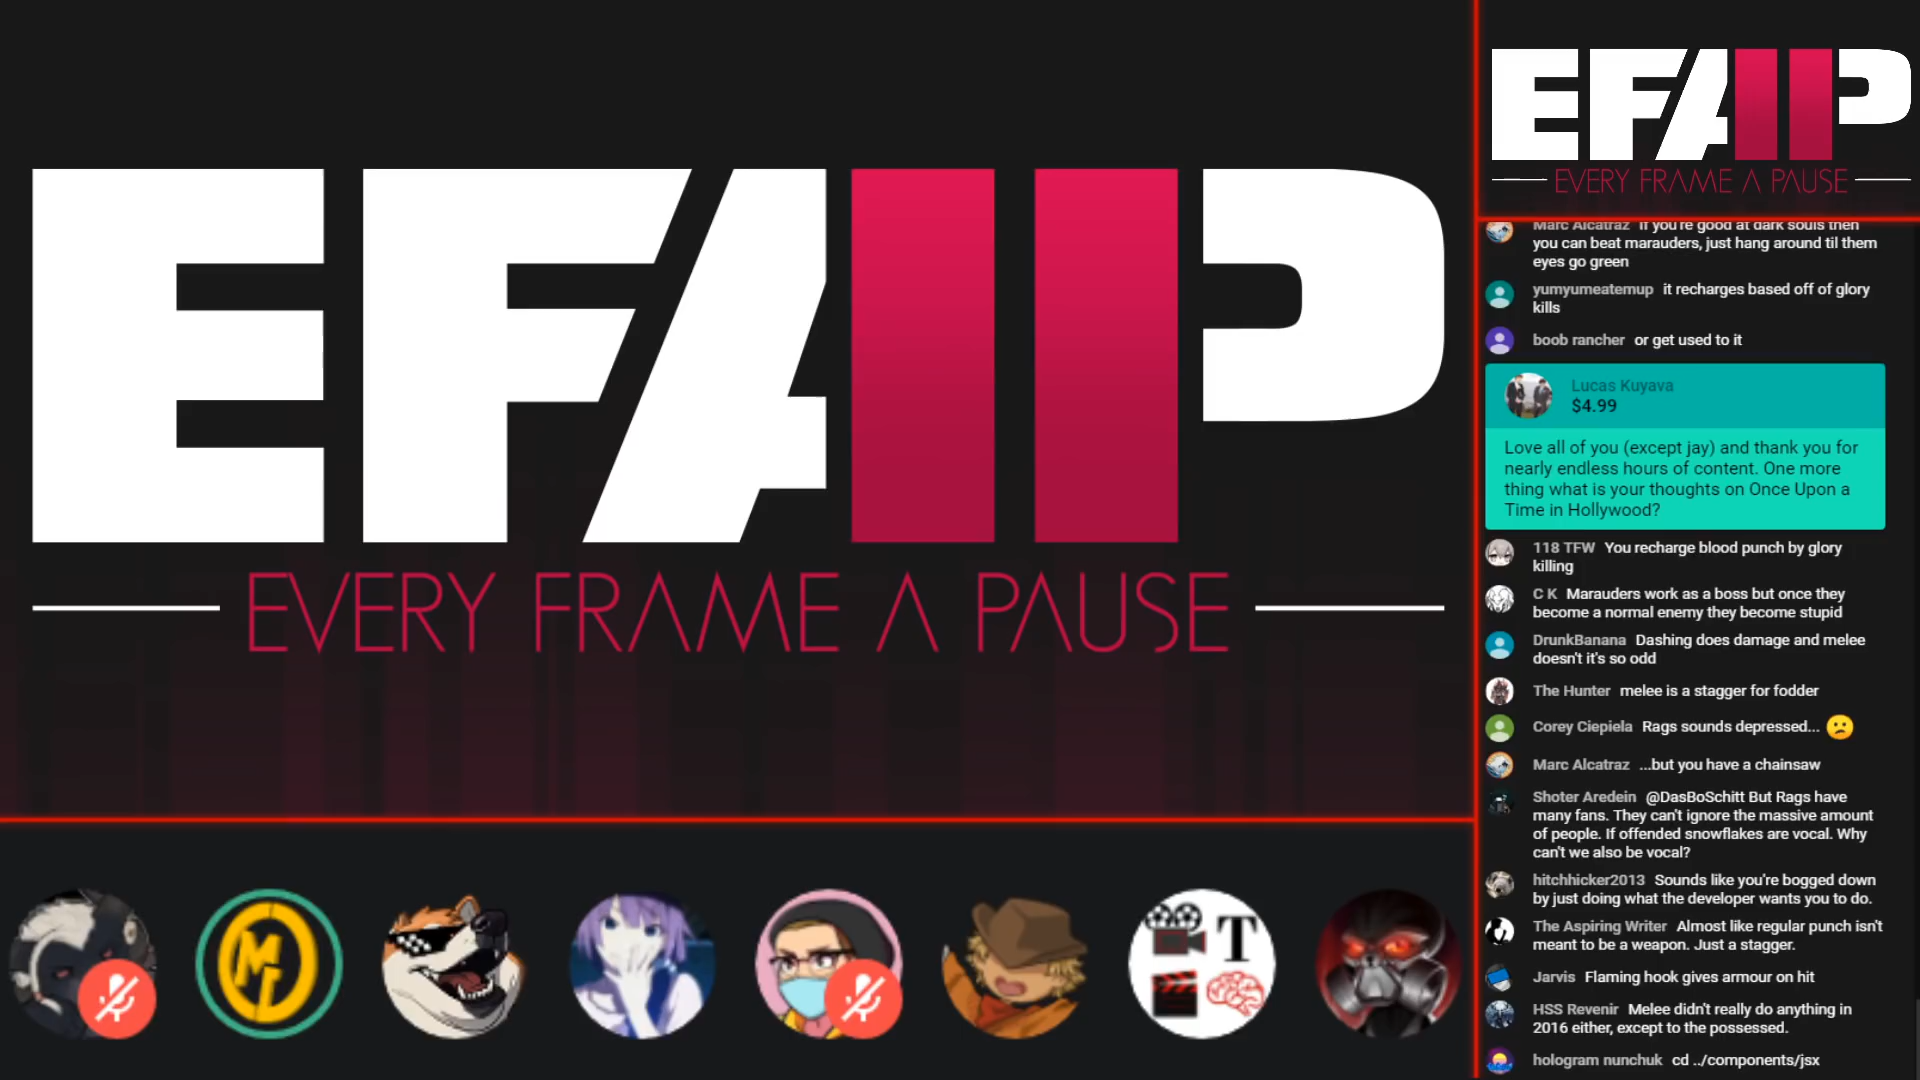 EFAP
EVERY FRAME A PAUSE
EFAP
EVERY FRAME A PAUSE
Marc Alcatraz If you're good at dark souls then
you can beat marauders, just hang around til them
eyes go green
yumyumeatemup it recharges based off of glory
kills
boob rancher or get used to it
Lucas Kuyava
$4.99
Love all of you (except jay) and thank you for
nearly endless hours of content. One more
thing what is your thoughts on Once Upon a
Time in Hollywood?
118 TFW You recharge blood punch by glory
killing
C K Marauders work as a boss but once they
become a normal enemy they become stupid
DrunkBanana Dashing does damage and melee
doesn't it's so odd
The Hunter melee is a stagger for fodder
Corey Ciepiela Rags sounds depressed... 😕
Marc Alcatraz ...but you have a chainsaw
Shoter Aredein @DasBoSchitt But Rags have
many fans. They can't ignore the massive amount
of people. If offended snowflakes are vocal. Why
can't we also be vocal?
hitchhicker2013 Sounds like you're bogged down
by just doing what the developer wants you to do.
The Aspiring Writer Almost like regular punch isn't
meant to be a weapon. Just a stagger.
Jarvis Flaming hook gives armour on hit
HSS Revenir Melee didn't really do anything in
2016 either, except to the possessed.
hologram nunchuk cd ../components/jsx
M
T